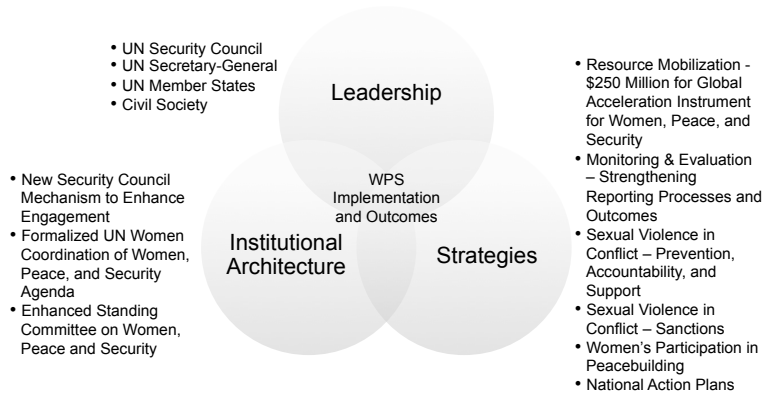 • UN Security Council
• UN Secretary-General
• UN Member States
• Civil Society
Leadership
• Resource Mobilization -
$250 Million for Global
Acceleration Instrument
for Women, Peace, and
Security
• Monitoring & Evaluation
– Strengthening
Reporting Processes and
Outcomes
• Sexual Violence in
Conflict – Prevention,
Accountability, and
Support
• Sexual Violence in
Conflict – Sanctions
• Women’s Participation in
Peacebuilding
• National Action Plans
WPS
Implementation
and Outcomes
• New Security Council
Mechanism to Enhance
Engagement
• Formalized UN Women
Coordination of Women,
Peace, and Security
Agenda
• Enhanced Standing
Committee on Women,
Peace and Security
Institutional
Architecture
Strategies